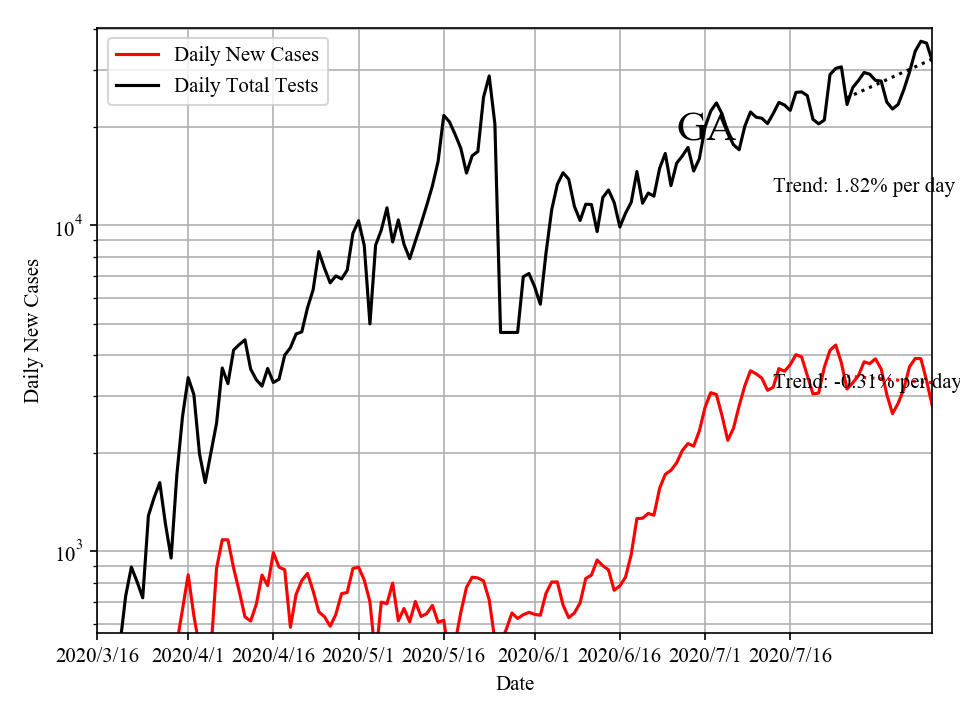 Daily New Cases
Daily Total Tests
GA
Trend: 1.82% per day
Trend: -0.31% per day
10^4
10^3
Daily New Cases
2020/3/16 2020/4/1 2020/4/16 2020/5/1 2020/5/16 2020/6/1 2020/6/16 2020/7/1 2020/7/16
Date